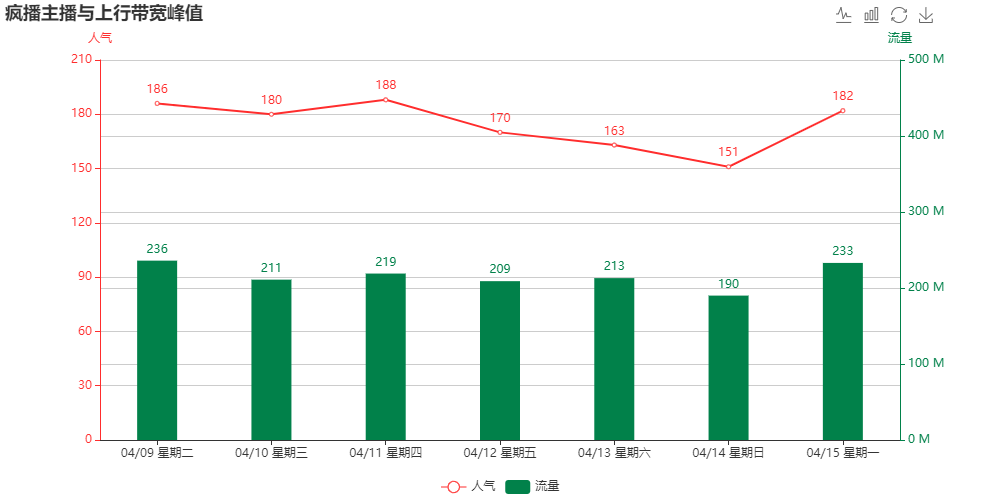 疯播主播与上行带宽峰值
人气 流量
210 500 M
186 180 188 170 163 151 182
180 400 M
150
120 300 M
236 211 219 209 213 190 233
90 200 M
60
30 100 M
0 0 M
04/09 星期二 04/10 星期三 04/11 星期四 04/12 星期五 04/13 星期六 04/14 星期日 04/15 星期一
人气 流量